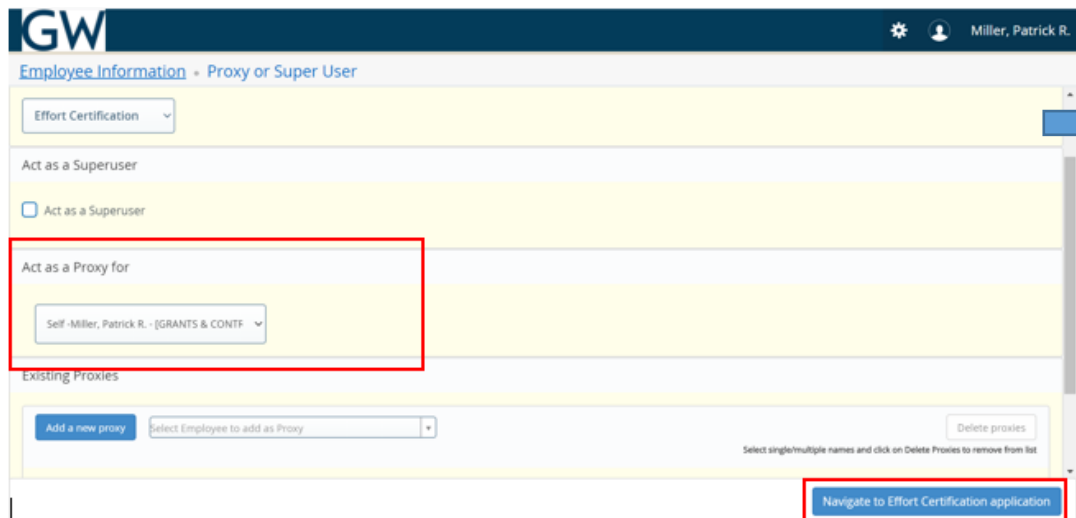 GW
Miller, Patrick R.
Employee Information • Proxy or Super User
Effort Certification
Act as a Superuser
Act as a Superuser
Act as a Proxy for
Self -Miller, Patrick R. - [GRANTS & CONTF
Existing Proxies
Add a new proxy Select Employee to add as Proxy Delete proxies
Select single/multiple names and click on Delete Proxies to remove from list
Navigate to Effort Certification application